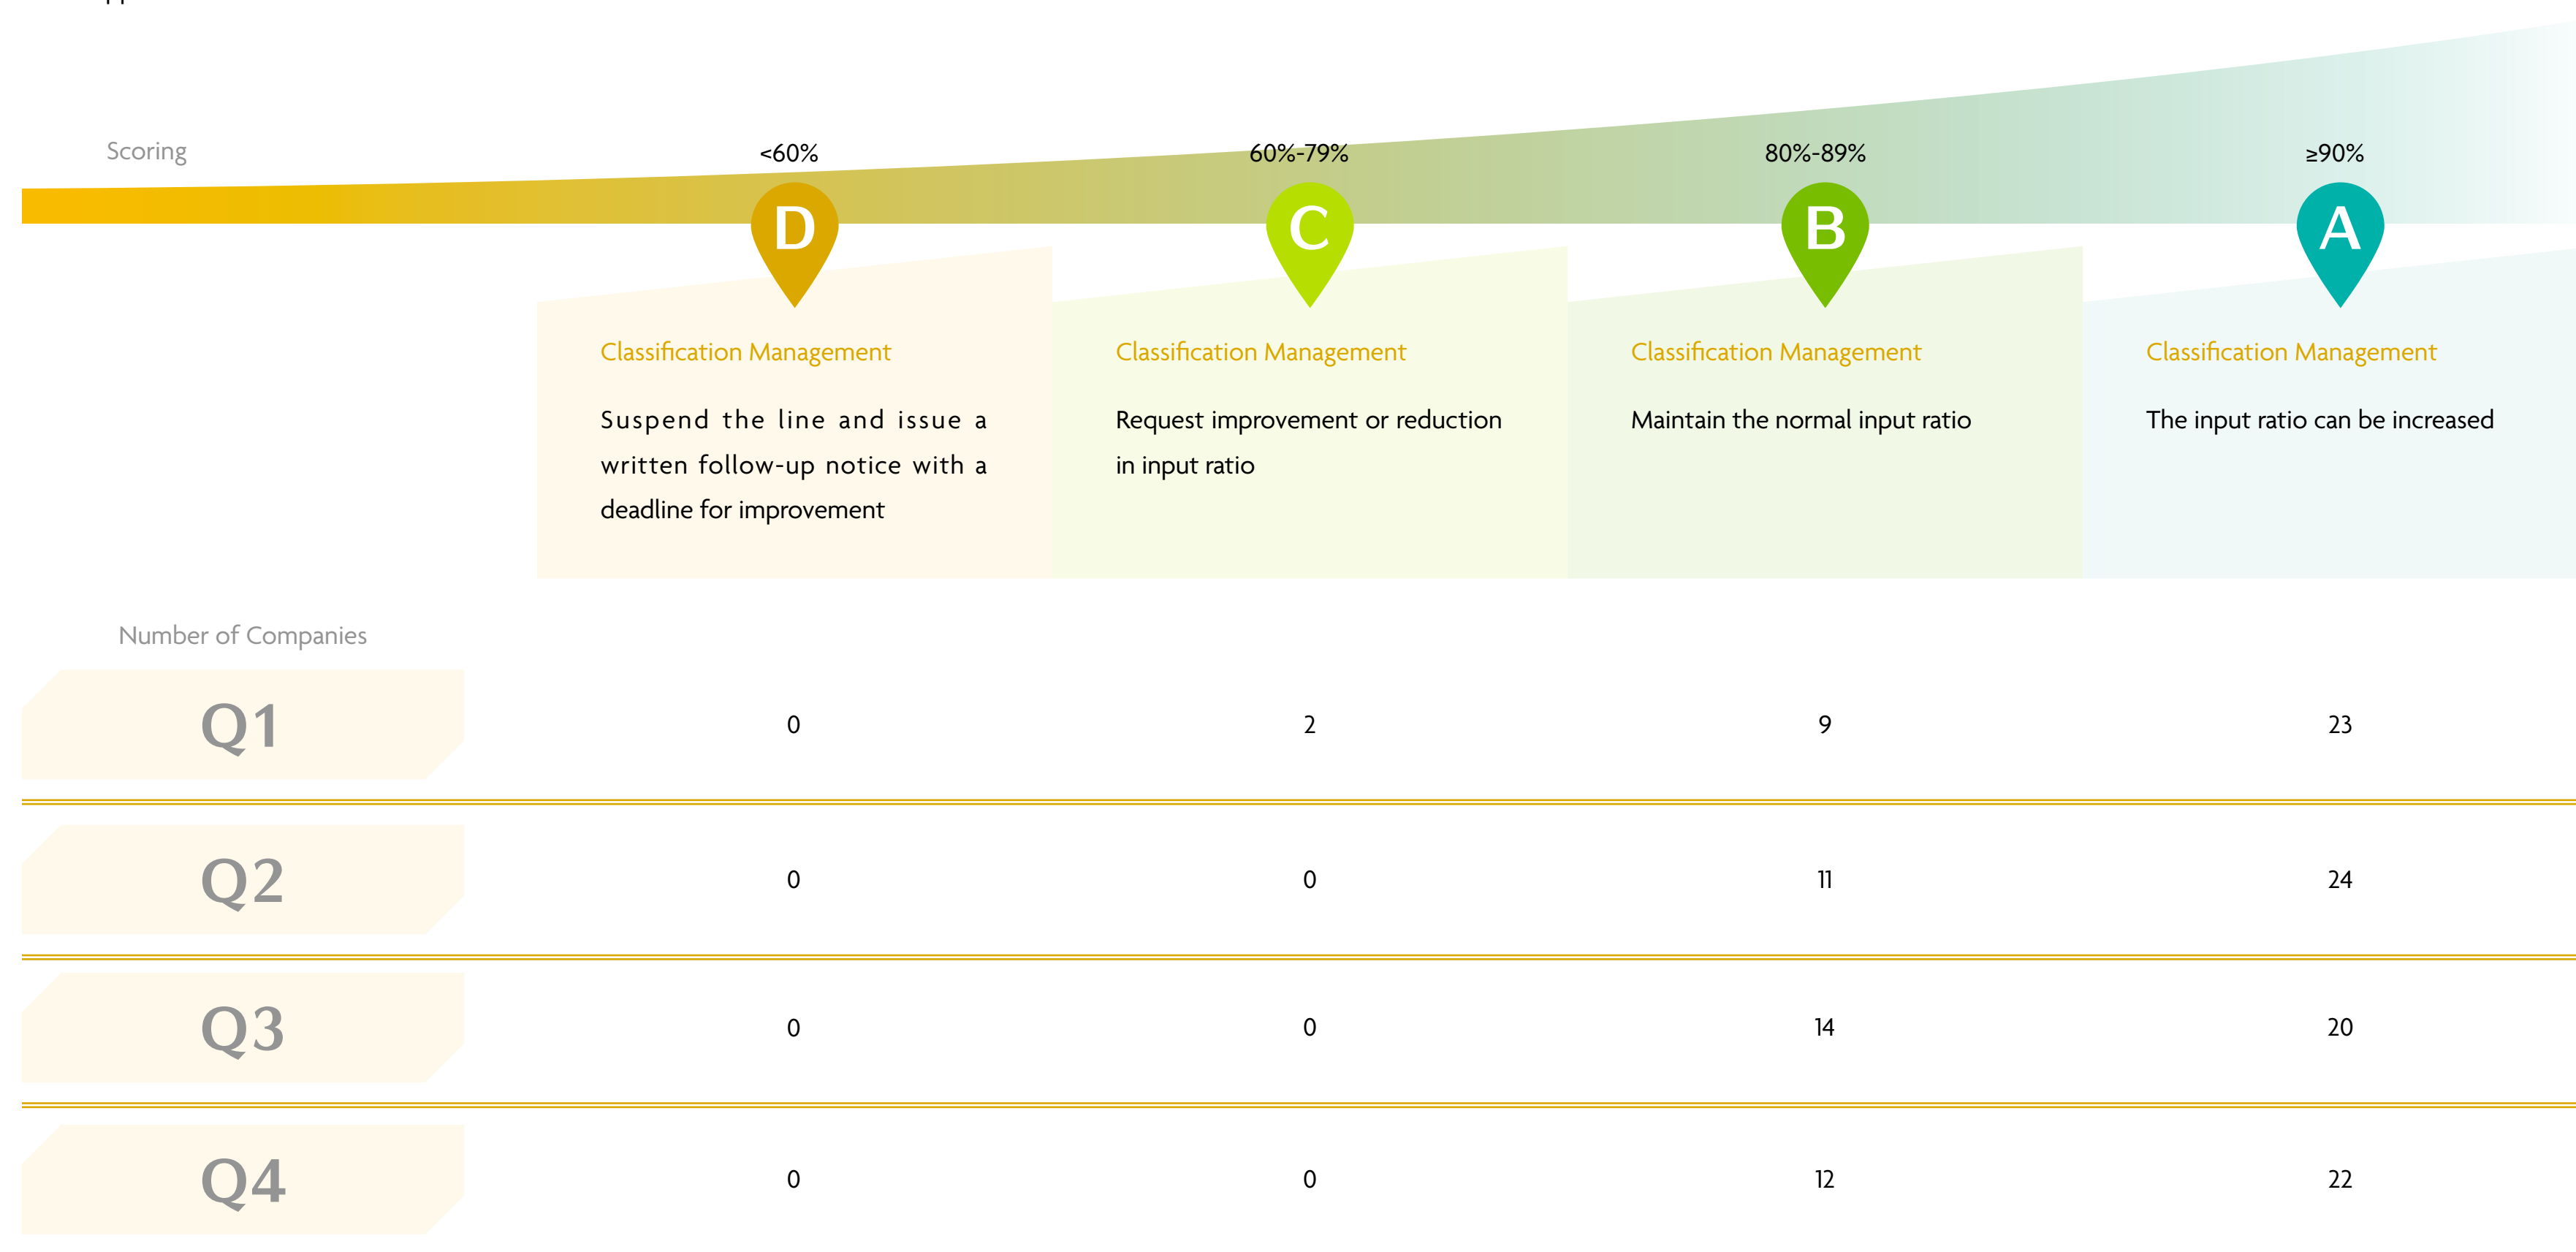 Scoring
<60%
60%-79%
80%-89%
≥90%
D
C
B
A
Classification Management
Suspend the line and issue a
written follow-up notice with a
deadline for improvement
Classification Management
Request improvement or reduction
in input ratio
Classification Management
Maintain the normal input ratio
Classification Management
The input ratio can be increased
Number of Companies
Q1 0 2 9 23
Q2 0 0 11 24
Q3 0 0 14 20
Q4 0 0 12 22